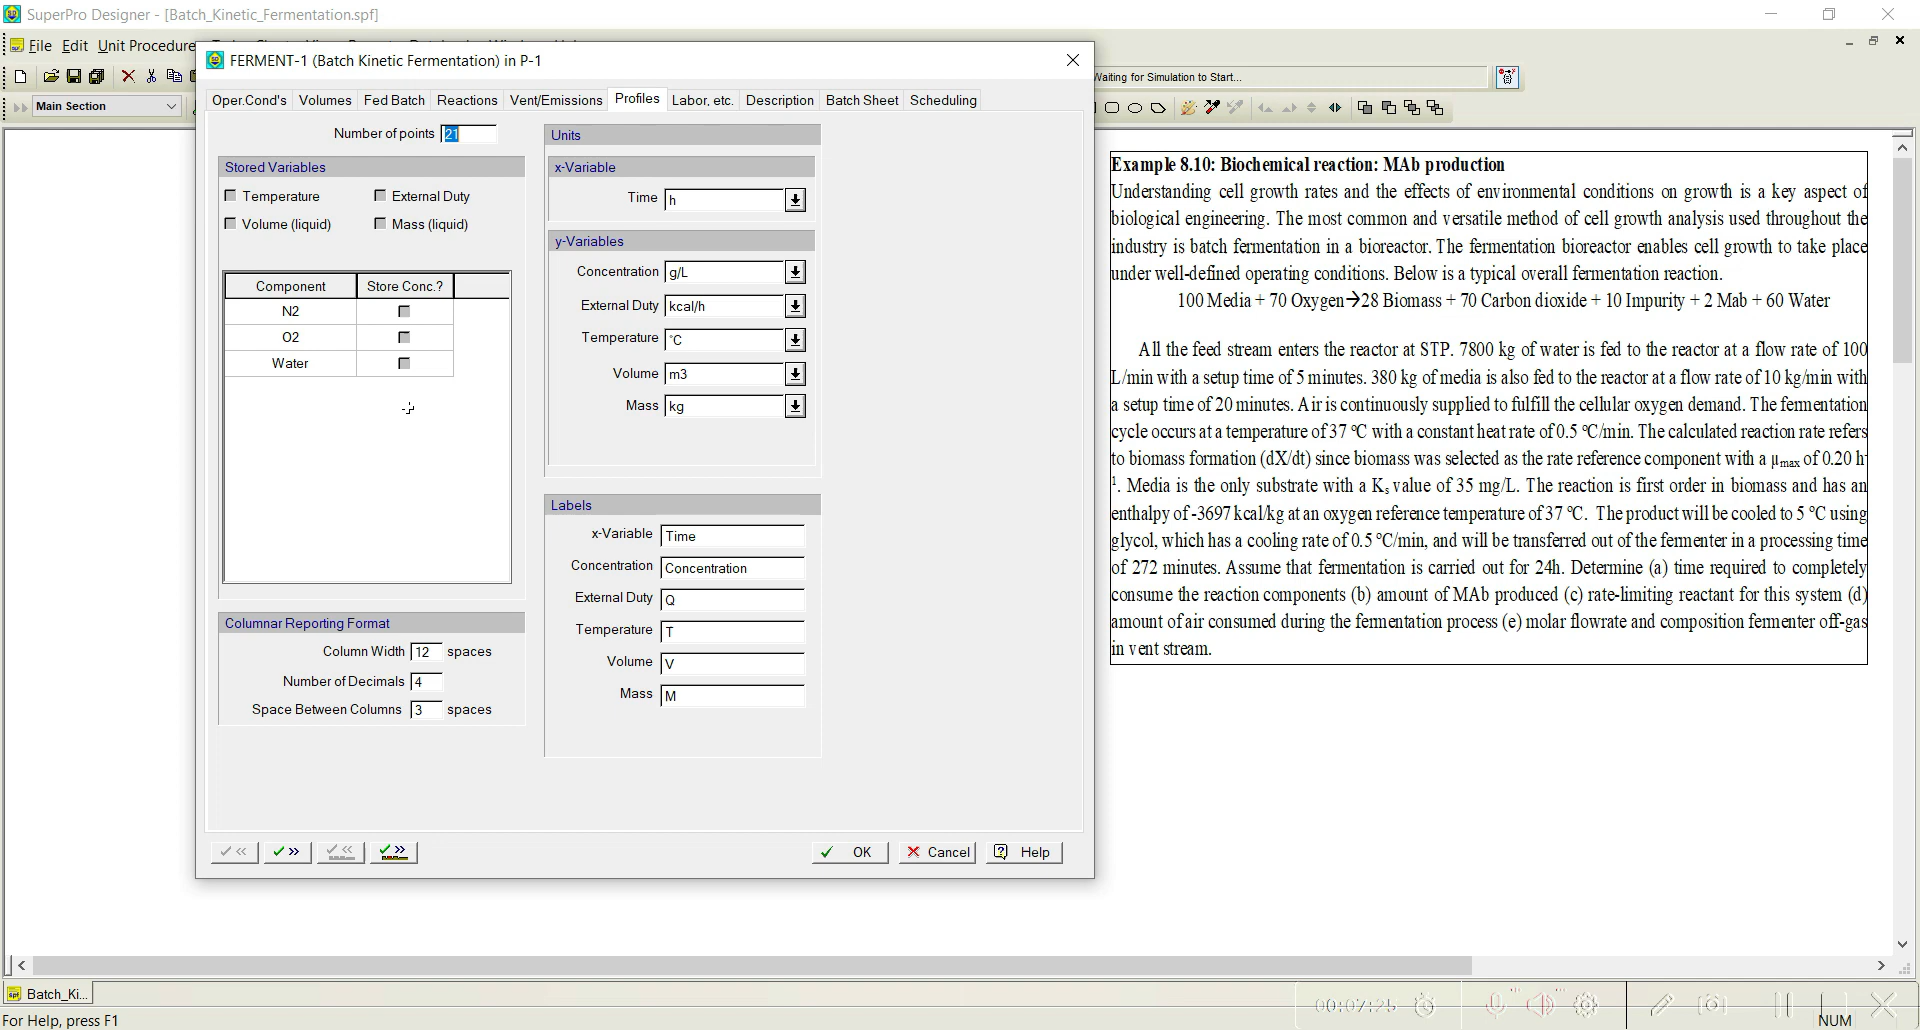 SuperPro Designer - [Batch_Kinetic_Fermentation.spf]
File Edit Unit Procedure
FERMENT-1 (Batch Kinetic Fermentation) in P-1
Main Section
Waiting for Simulation to Start...
Oper.Cond's Volumes Fed Batch Reactions Vent/Emissions Profiles Labor, etc. Description Batch Sheet Scheduling
Number of points 21
Stored Variables
Temperature External Duty
Volume (liquid) Mass (liquid)
Component Store Conc.?
N2
O2
Water
Columnar Reporting Format
Column Width 12 spaces
Number of Decimals 4
Space Between Columns 3 spaces
Units
x-Variable
Time h
y-Variables
Concentration g/L
External Duty kcal/h
Temperature °C
Volume m3
Mass kg
Labels
x-Variable Time
Concentration Concentration
External Duty Q
Temperature T
Volume V
Mass M
OK Cancel Help
Example 8.10: Biochemical reaction: MAb production
Understanding cell growth rates and the effects of environmental conditions on growth is a key aspect of
biological engineering. The most common and versatile method of cell growth analysis used throughout the
industry is batch fermentation in a bioreactor. The fermentation bioreactor enables cell growth to take place
under well-defined operating conditions. Below is a typical overall fermentation reaction.
100 Media + 70 Oxygen→28 Biomass + 70 Carbon dioxide + 10 Impurity + 2 Mab + 60 Water
All the feed stream enters the reactor at STP. 7800 kg of water is fed to the reactor at a flow rate of 100
L/min with a setup time of 5 minutes. 380 kg of media is also fed to the reactor at a flow rate of 10 kg/min with
a setup time of 20 minutes. Air is continuously supplied to fulfill the cellular oxygen demand. The fermentation
cycle occurs at a temperature of 37 °C with a constant heat rate of 0.5 °C/min. The calculated reaction rate refers
to biomass formation (dX/dt) since biomass was selected as the rate reference component with a μmax of 0.20 h-
1. Media is the only substrate with a Ks value of 35 mg/L. The reaction is first order in biomass and has an
enthalpy of -3697 kcal/kg at an oxygen reference temperature of 37 °C. The product will be cooled to 5 °C using
glycol, which has a cooling rate of 0.5 °C/min, and will be transferred out of the fermenter in a processing time
of 272 minutes. Assume that fermentation is carried out for 24h. Determine (a) time required to completely
consume the reaction components (b) amount of MAb produced (c) rate-limiting reactant for this system (d)
amount of air consumed during the fermentation process (e) molar flowrate and composition fermenter off-gas
in vent stream.
Batch_Ki...
00:07:25
For Help, press F1
NUM